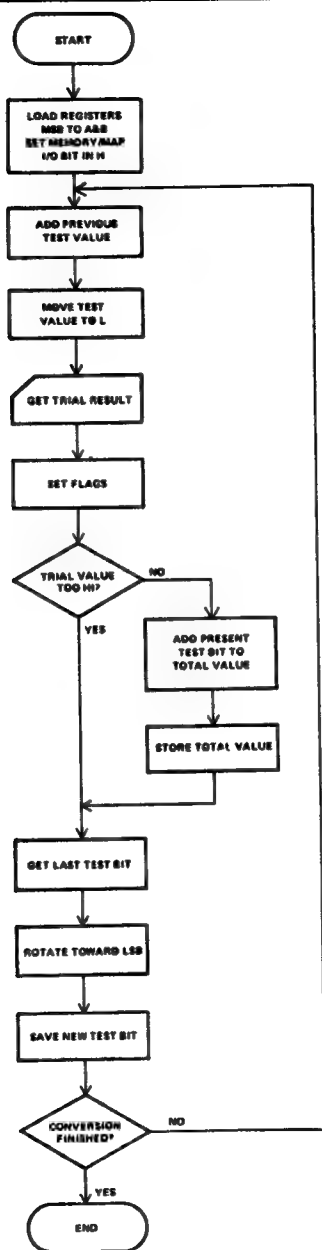 START
LOAD REGISTERS
MSB TO A&B
SET MEMORY/MAP
I/O BIT IN H
ADD PREVIOUS
TEST VALUE
MOVE TEST
VALUE TO L
GET TRIAL RESULT
SET FLAGS
TRIAL VALUE
TOO HI?
NO
YES
ADD PRESENT
TEST BIT TO
TOTAL VALUE
STORE TOTAL VALUE
GET LAST TEST BIT
ROTATE TOWARD LSB
SAVE NEW TEST BIT
CONVERSION
FINISHED?
NO
YES
END